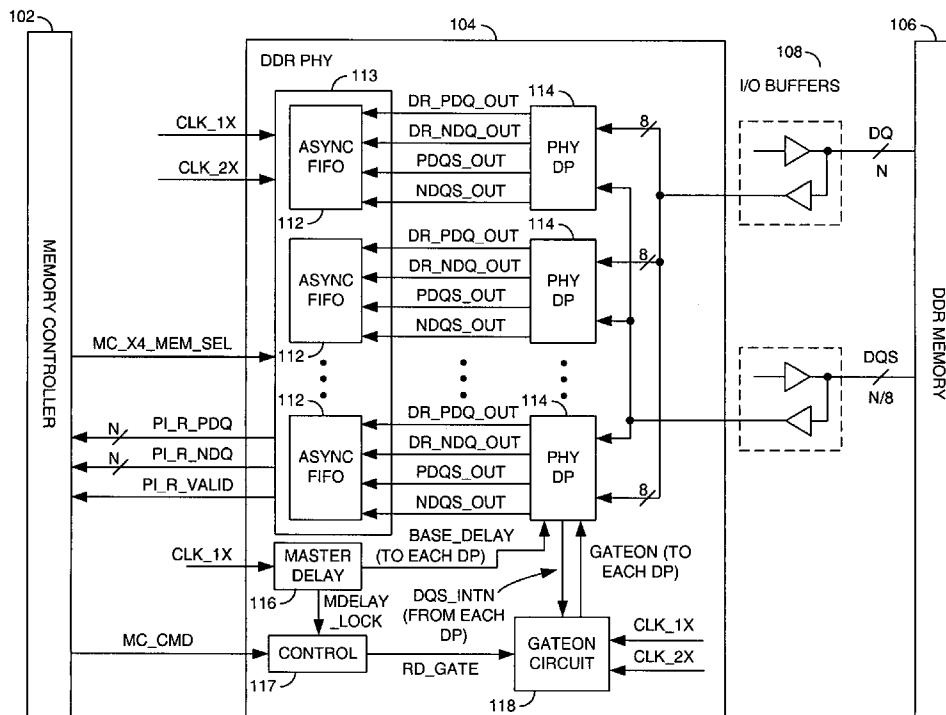 102
104
106
108
DDR PHY
113
I/O BUFFERS
MEMORY CONTROLLER
DDR MEMORY
CLK_1X
CLK_2X
ASYNC
FIFO
112
DR_PDQ_OUT
DR_NDQ_OUT
PDQS_OUT
NDQS_OUT
114
PHY
DP
8
DQ
N
ASYNC
FIFO
112
DR_PDQ_OUT
DR_NDQ_OUT
PDQS_OUT
NDQS_OUT
114
PHY
DP
8
MC_X4_MEM_SEL
DQS
N/8
112
ASYNC
FIFO
DR_PDQ_OUT
DR_NDQ_OUT
PDQS_OUT
NDQS_OUT
114
PHY
DP
8
N
PI_R_PDQ
N
PI_R_NDQ
PI_R_VALID
CLK_1X
MASTER
DELAY
116
BASE_DELAY
(TO EACH DP)
GATEON (TO
EACH DP)
MDELAY
_LOCK
DQS_INTN
(FROM EACH
DP)
MC_CMD
CONTROL
117
RD_GATE
GATEON
CIRCUIT
118
CLK_1X
CLK_2X